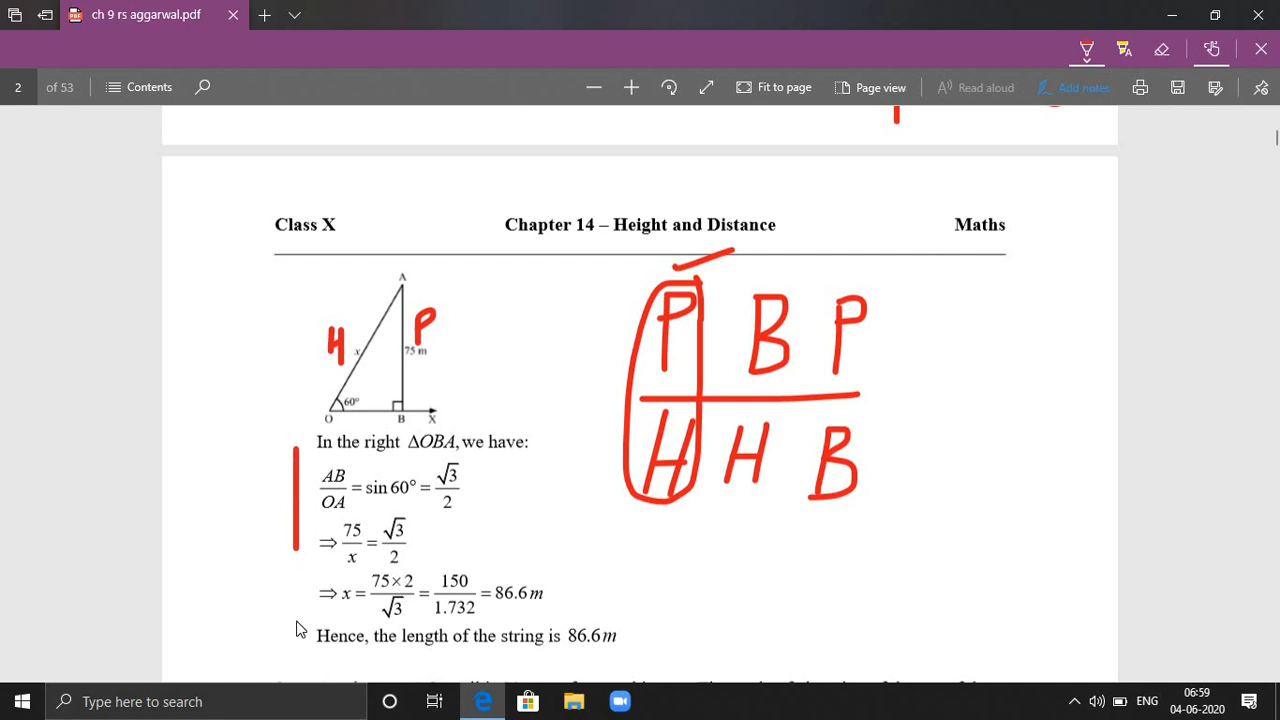 ch 9 rs aggarwal.pdf
2 of 53 Contents Fit to page Page view Read aloud Add notes
Class X Chapter 14 – Height and Distance Maths
A
H P
x 75 m
60°
O B X
P B P
H H B
In the right ΔOBA, we have:
AB/OA = sin 60° = √3/2
⇒ 75/x = √3/2
⇒ x = 75×2/√3 = 150/1.732 = 86.6 m
Hence, the length of the string is 86.6 m
Type here to search
ENG
06:59
04-06-2020